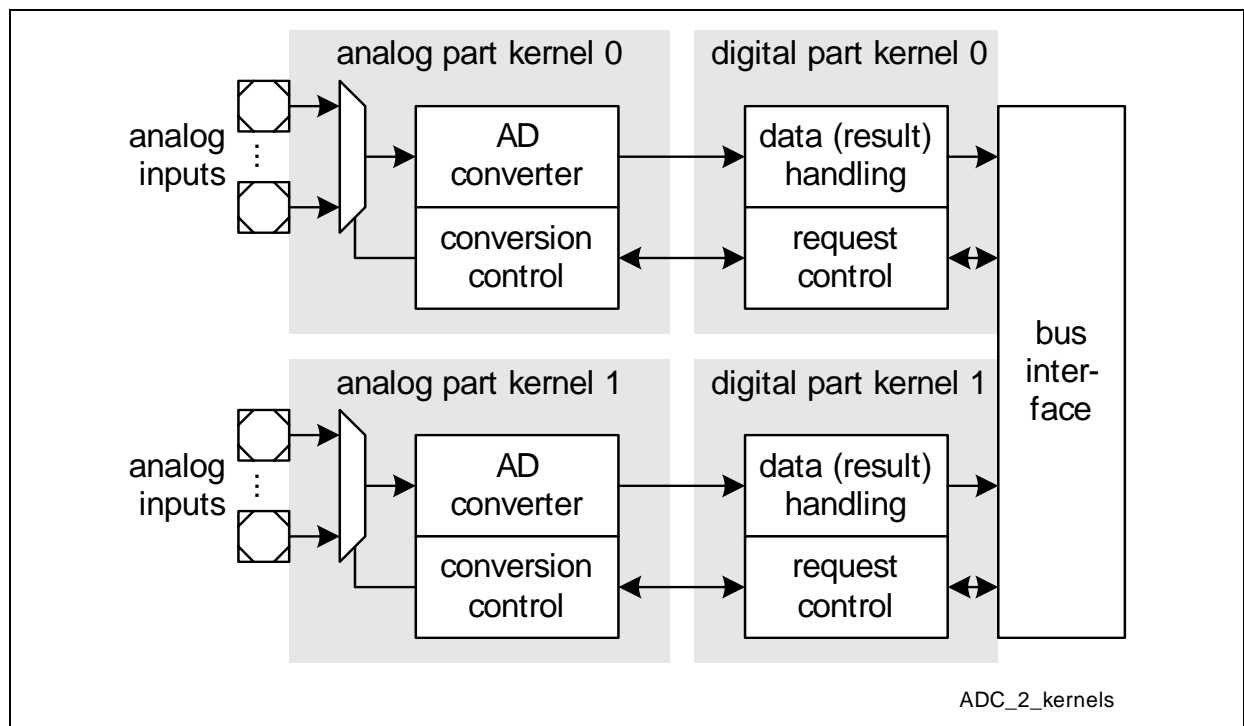 analog part kernel 0
digital part kernel 0
analog
inputs
...
AD
converter
data (result)
handling
conversion
control
request
control
bus
inter-
face
analog part kernel 1
digital part kernel 1
analog
inputs
...
AD
converter
data (result)
handling
conversion
control
request
control
ADC_2_kernels